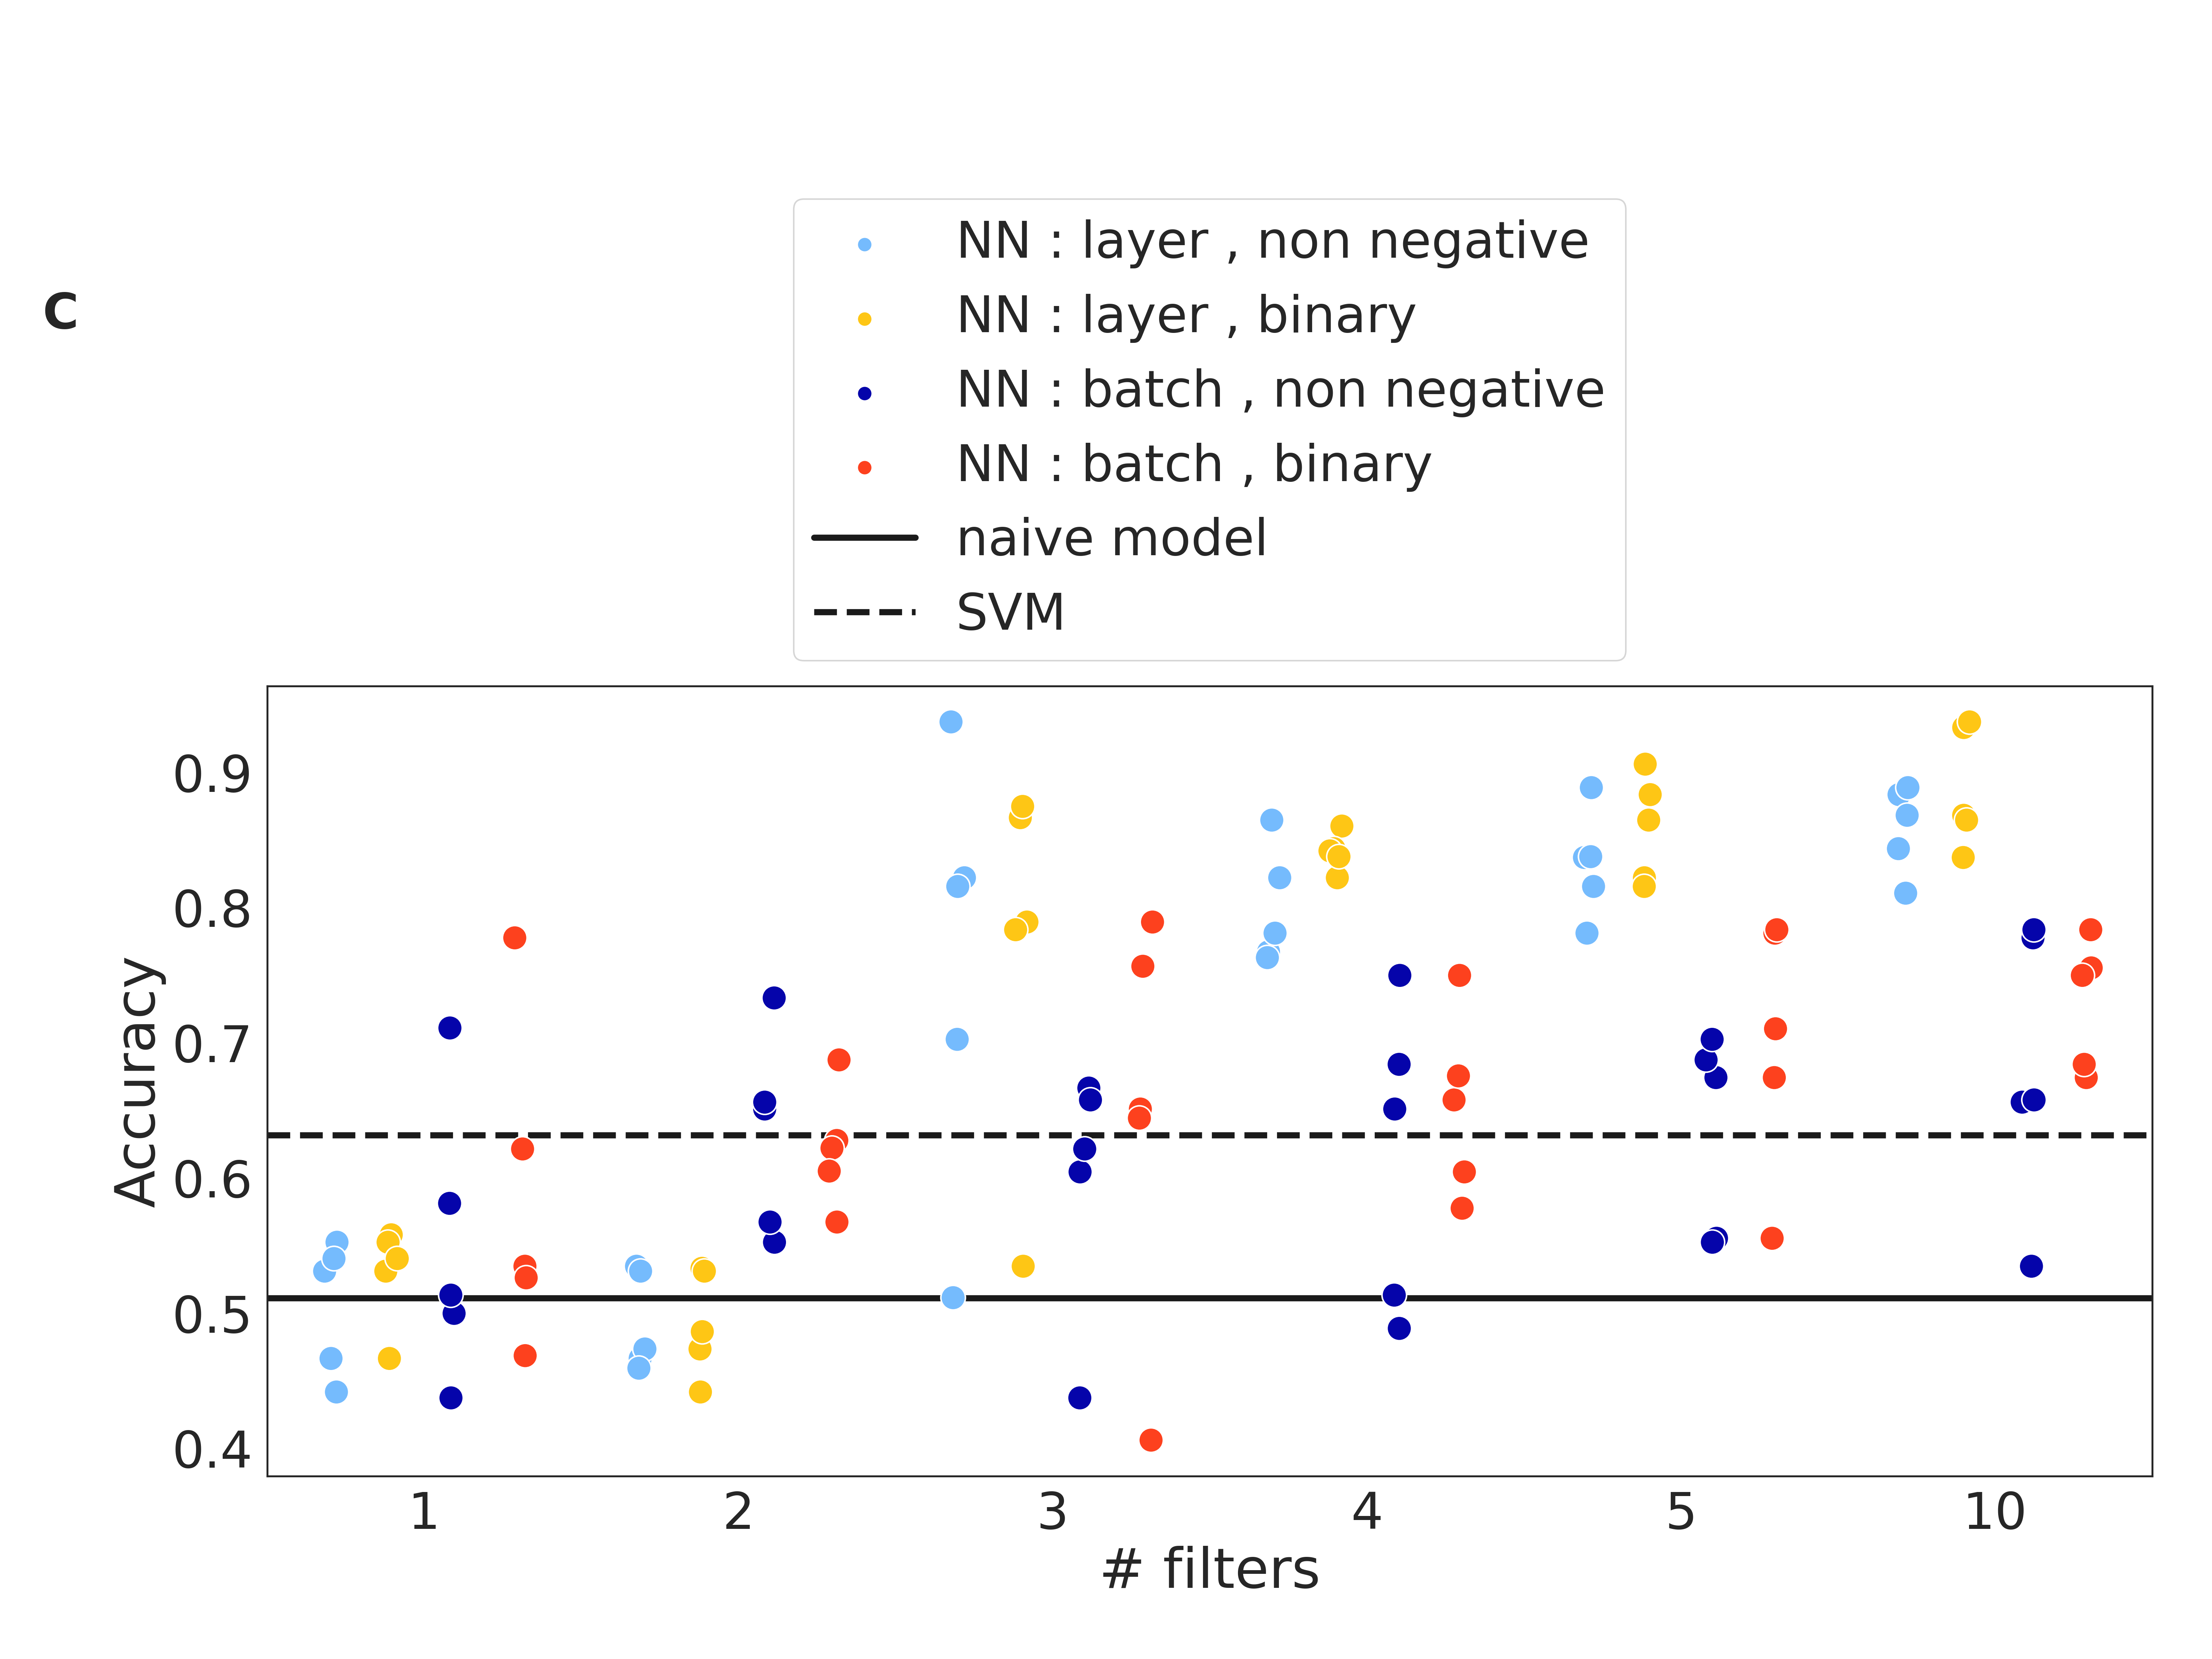 C
NN : layer , non negative
NN : layer , binary
NN : batch , non negative
NN : batch , binary
naive model
SVM
0.9
0.8
0.7
0.6
0.5
0.4
Accuracy
1 2 3 4 5 10
# filters